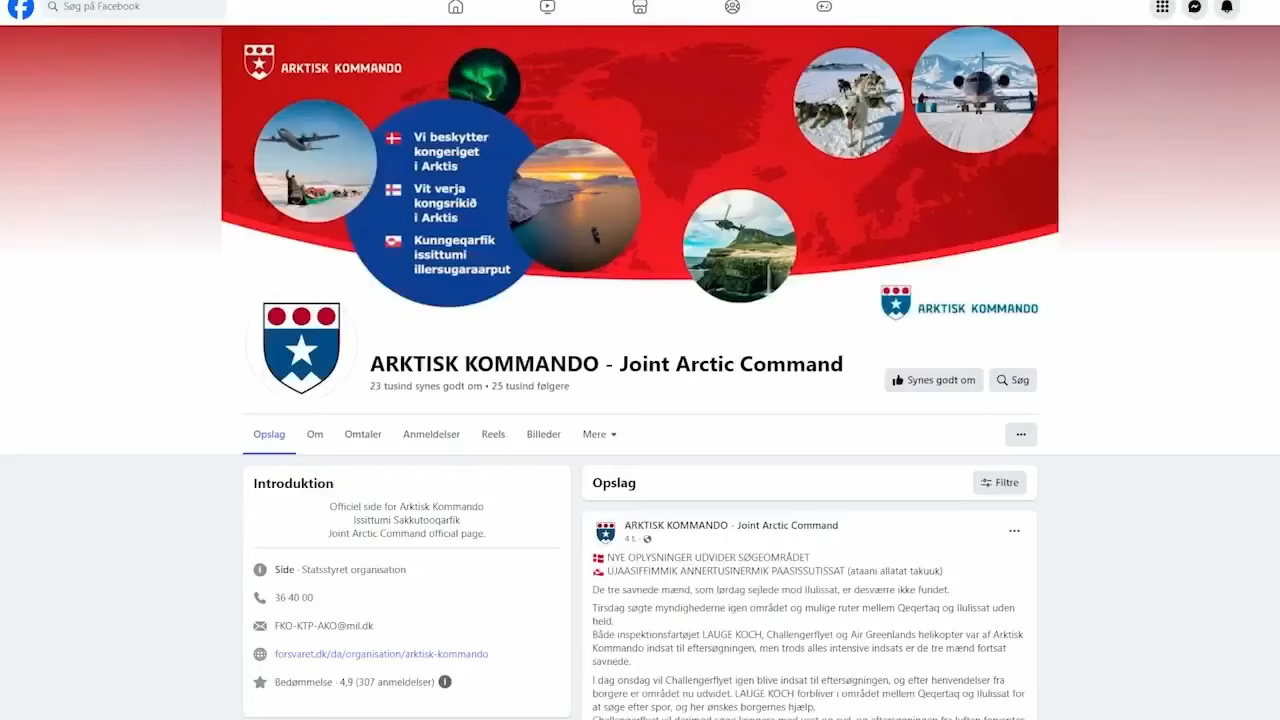 Søg på Facebook
ARKTISK KOMMANDO
Vi beskytter
kongeriget
i Arktis
Vit verja
kongsríkið
í Arktis
Kunngeqarfik
issittumi
illersugaraarput
ARKTISK KOMMANDO
ARKTISK KOMMANDO - Joint Arctic Command
23 tusind synes godt om • 25 tusind følgere
Synes godt om
Søg
Opslag
Om
Omtaler
Anmeldelser
Reels
Billeder
Mere
Introduktion
Officiel side for Arktisk Kommando
Issittumi Sakkutooqarfik
Joint Arctic Command official page.
Side · Statsstyret organisation
36 40 00
FKO-KTP-AKO@mil.dk
forsvaret.dk/da/organisation/arktisk-kommando
Bedømmelse · 4,9 (307 anmeldelser)
Opslag
Filtre
ARKTISK KOMMANDO - Joint Arctic Command
4 t.
NYE OPLYSNINGER UDVIDER SØGEOMRÅDET
UJAASIFFIMMIK ANNERTUSINERMIK PAASISSUTISSAT (ataani allatat takuuk)
De tre savnede mænd, som lørdag sejlede mod Ilulissat, er desværre ikke fundet.
Tirsdag søgte myndighederne igen området og mulige ruter mellem Qeqertaq og Ilulissat uden
held.
Både inspektionsfartøjet LAUGE KOCH, Challengerflyet og Air Greenlands helikopter var af Arktisk
Kommando indsat til eftersøgningen, men trods alles intensive indsats er de tre mænd fortsat
savnede.
I dag onsdag vil Challengerflyet igen blive indsat til eftersøgningen, og efter henvendelser fra
borgere er området nu udvidet. LAUGE KOCH forbliver i området mellem Qeqertaq og Ilulissat for
at søge efter spor, og her ønskes borgernes hjælp.